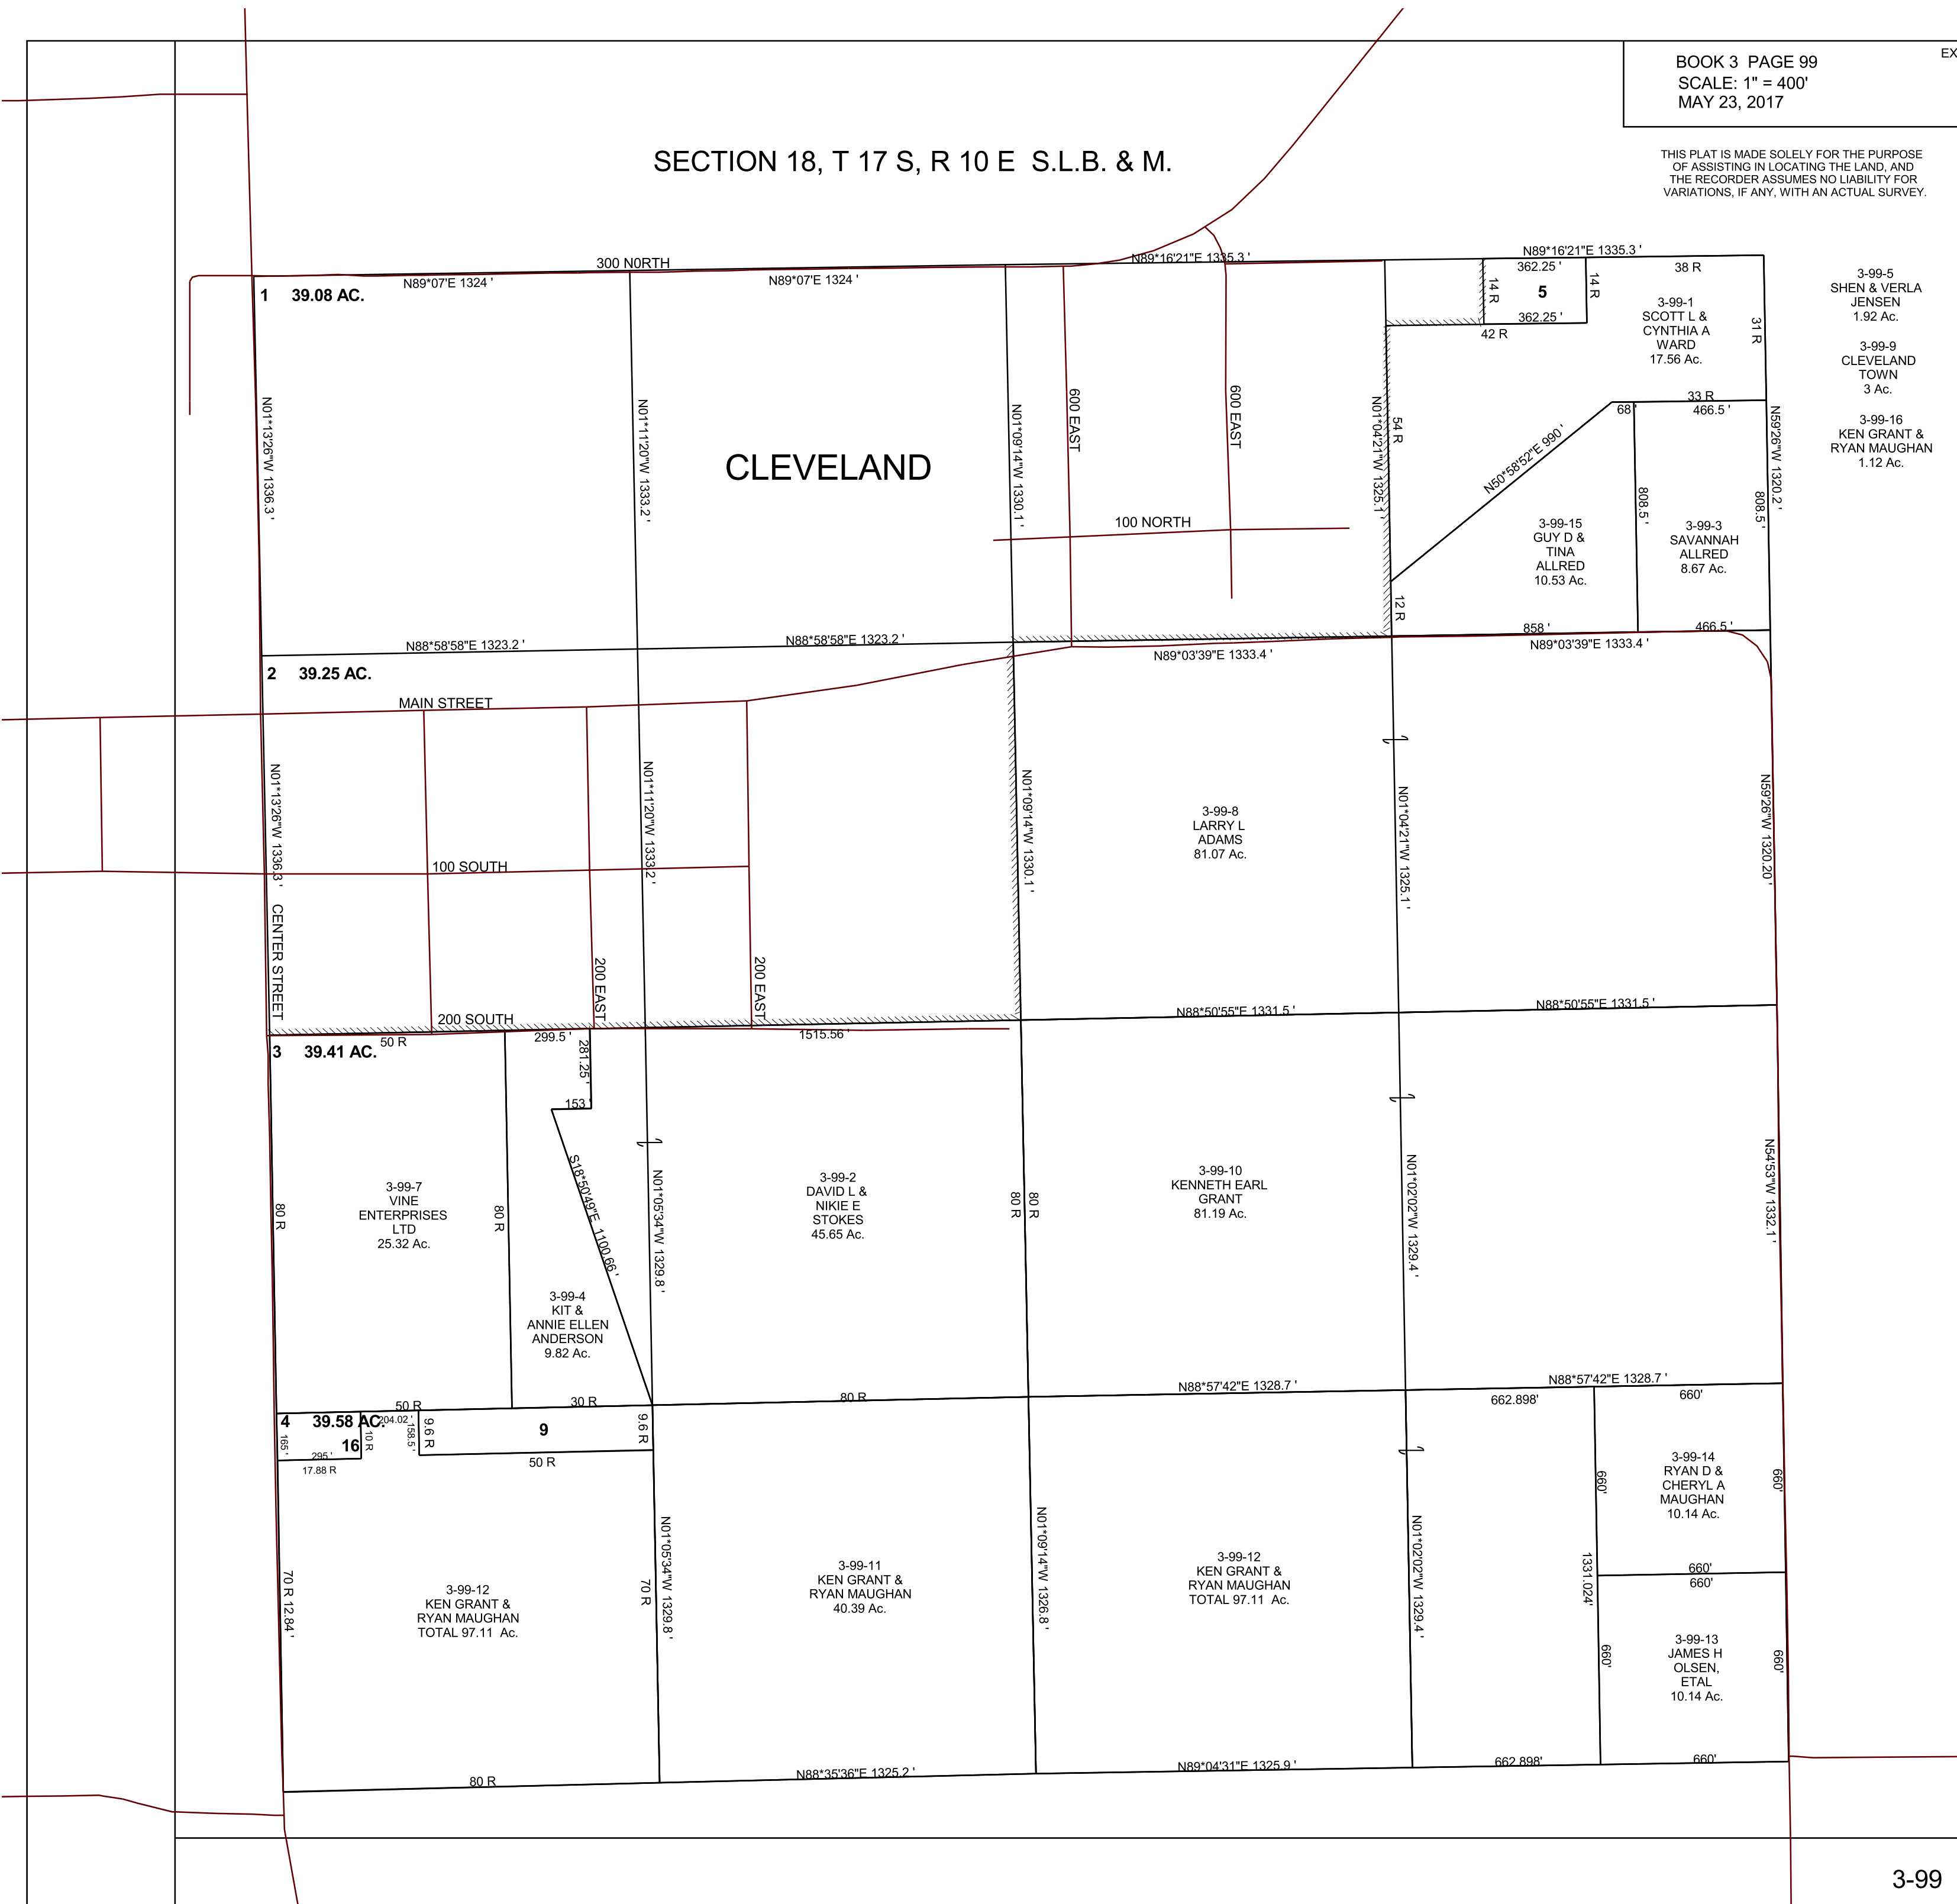 BOOK 3 PAGE 99
EX
SCALE: 1" = 400'
MAY 23, 2017
SECTION 18, T 17 S, R 10 E S.L.B. & M.
THIS PLAT IS MADE SOLELY FOR THE PURPOSE
OF ASSISTING IN LOCATING THE LAND, AND
THE RECORDER ASSUMES NO LIABILITY FOR
VARIATIONS, IF ANY, WITH AN ACTUAL SURVEY.
300 N0RTH
N89*07'E 1324 '
N89*07'E 1324 '
N89*16'21"E 1335.3 '
N89*16'21"E 1335.3 '
1 39.08 AC.
362.25 '
38 R
14 R
5
14 R
362.25 '
42 R
3-99-1
SCOTT L &
CYNTHIA A
WARD
17.56 Ac.
31 R
3-99-5
SHEN & VERLA
JENSEN
1.92 Ac.
3-99-9
CLEVELAND
TOWN
3 Ac.
3-99-16
KEN GRANT &
RYAN MAUGHAN
1.12 Ac.
N01*13'26"W 1336.3 '
N01*11'20"W 1333.2 '
CLEVELAND
N01*09'14"W 1330.1 '
600 EAST
600 EAST
N01*04'21"W 1325.1 '
54 R
33 R
68 '
466.5 '
N59'26"W 1320.2 '
N50*58'52"E 990 '
100 NORTH
808.5 '
808.5 '
3-99-15
GUY D &
TINA
ALLRED
10.53 Ac.
3-99-3
SAVANNAH
ALLRED
8.67 Ac.
12 R
858 '
466.5 '
N88*58'58"E 1323.2 '
N88*58'58"E 1323.2 '
N89*03'39"E 1333.4 '
N89*03'39"E 1333.4 '
2 39.25 AC.
MAIN STREET
N01*13'26"W 1336.3 '
N01*11'20"W 1333.2 '
N01*09'14"W 1330.1 '
3-99-8
LARRY L
ADAMS
81.07 Ac.
N01*04'21"W 1325.1 '
N59'26"W 1320.20 '
100 SOUTH
CENTER STREET
200 EAST
200 EAST
200 SOUTH
N88*50'55"E 1331.5 '
N88*50'55"E 1331.5 '
3 39.41 AC.
50 R
299.5 '
1515.56 '
281.25 '
153 '
S18*50'49"E 1100.66 '
3-99-7
VINE
ENTERPRISES
LTD
25.32 Ac.
80 R
80 R
3-99-4
KIT &
ANNIE ELLEN
ANDERSON
9.82 Ac.
N01*05'34"W 1329.8 '
3-99-2
DAVID L &
NIKIE E
STOKES
45.65 Ac.
80 R
80 R
3-99-10
KENNETH EARL
GRANT
81.19 Ac.
N01*02'02"W 1329.4 '
N54'53"W 1332.1 '
50 R
30 R
80 R
N88*57'42"E 1328.7 '
N88*57'42"E 1328.7 '
662.898'
660'
4 39.58 AC.
204.02 '
165 '
16
10 R
158.5 '
9.6 R
9
9.6 R
295 '
17.88 R
50 R
70 R 12.84 '
3-99-12
KEN GRANT &
RYAN MAUGHAN
TOTAL 97.11 Ac.
70 R
N01*05'34"W 1329.8 '
3-99-11
KEN GRANT &
RYAN MAUGHAN
40.39 Ac.
N01*09'14"W 1326.8 '
3-99-12
KEN GRANT &
RYAN MAUGHAN
TOTAL 97.11 Ac.
N01*02'02"W 1329.4 '
660'
3-99-14
RYAN D &
CHERYL A
MAUGHAN
10.14 Ac.
660'
1331.024'
660'
660'
660'
3-99-13
JAMES H
OLSEN,
ETAL
10.14 Ac.
660'
80 R
N88*35'36"E 1325.2 '
N89*04'31"E 1325.9 '
662.898'
660'
3-99